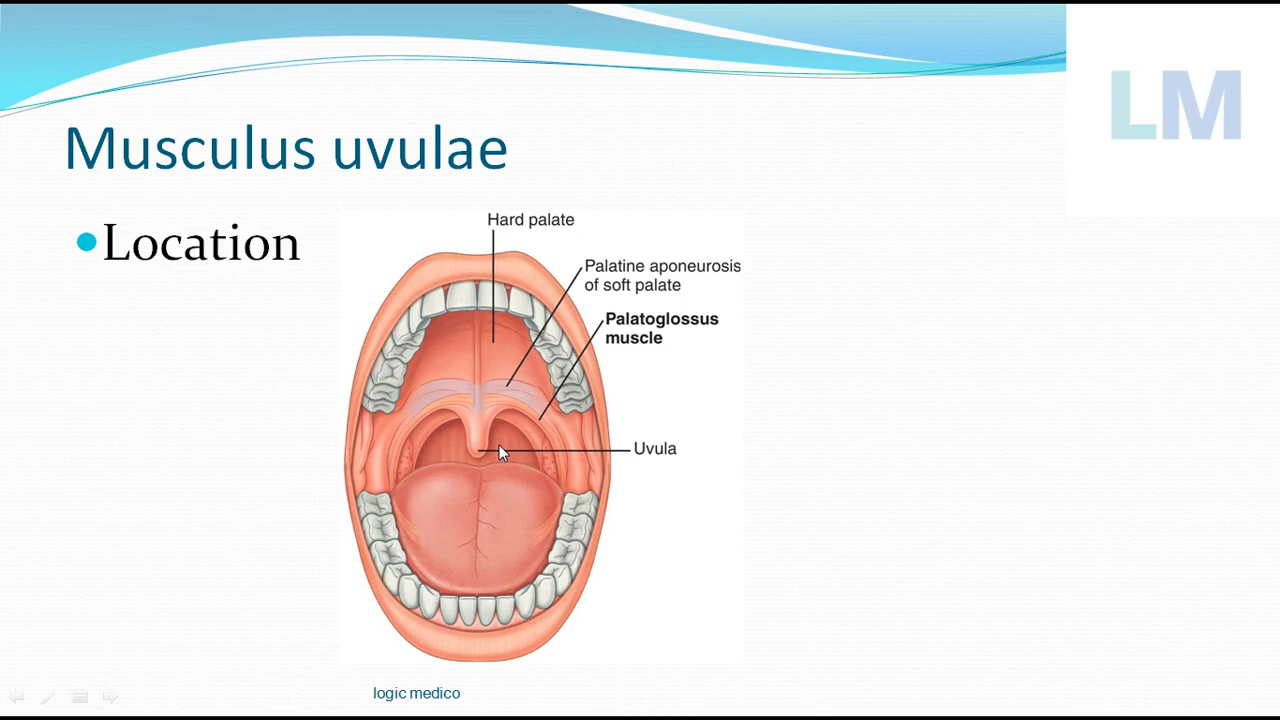 LM
Musculus uvulae
Location
Hard palate
Palatine aponeurosis
of soft palate
Palatoglossus
muscle
Uvula
logic medico